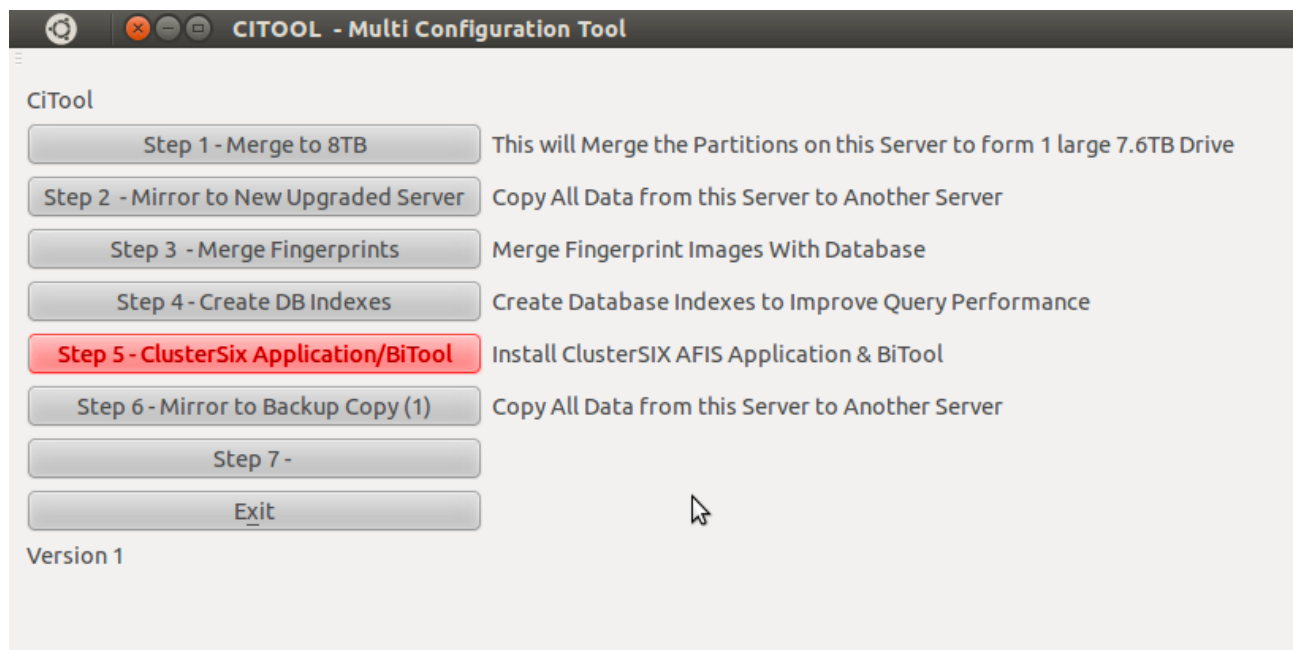 CITOOL - Multi Configuration Tool
CiTool
Step 1 - Merge to 8TB This will Merge the Partitions on this Server to form 1 large 7.6TB Drive
Step 2 - Mirror to New Upgraded Server Copy All Data from this Server to Another Server
Step 3 - Merge Fingerprints Merge Fingerprint Images With Database
Step 4 - Create DB Indexes Create Database Indexes to Improve Query Performance
Step 5 - ClusterSix Application/BiTool Install ClusterSIX AFIS Application & BiTool
Step 6 - Mirror to Backup Copy (1) Copy All Data from this Server to Another Server
Step 7 -
Exit
Version 1